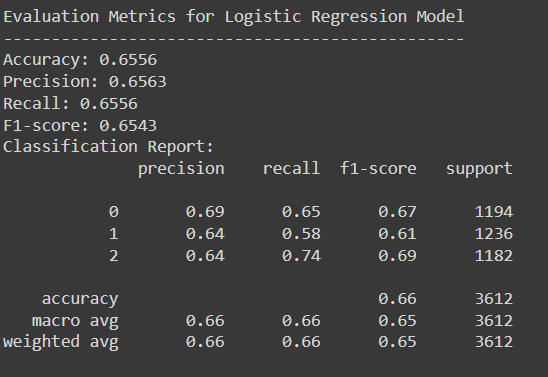 Evaluation Metrics for Logistic Regression Model
------------------------------------------------
Accuracy: 0.6556
Precision: 0.6563
Recall: 0.6556
F1-score: 0.6543
Classification Report:
              precision    recall  f1-score   support

           0       0.69      0.65      0.67      1194
           1       0.64      0.58      0.61      1236
           2       0.64      0.74      0.69      1182

    accuracy                           0.66      3612
   macro avg       0.66      0.66      0.65      3612
weighted avg       0.66      0.66      0.65      3612